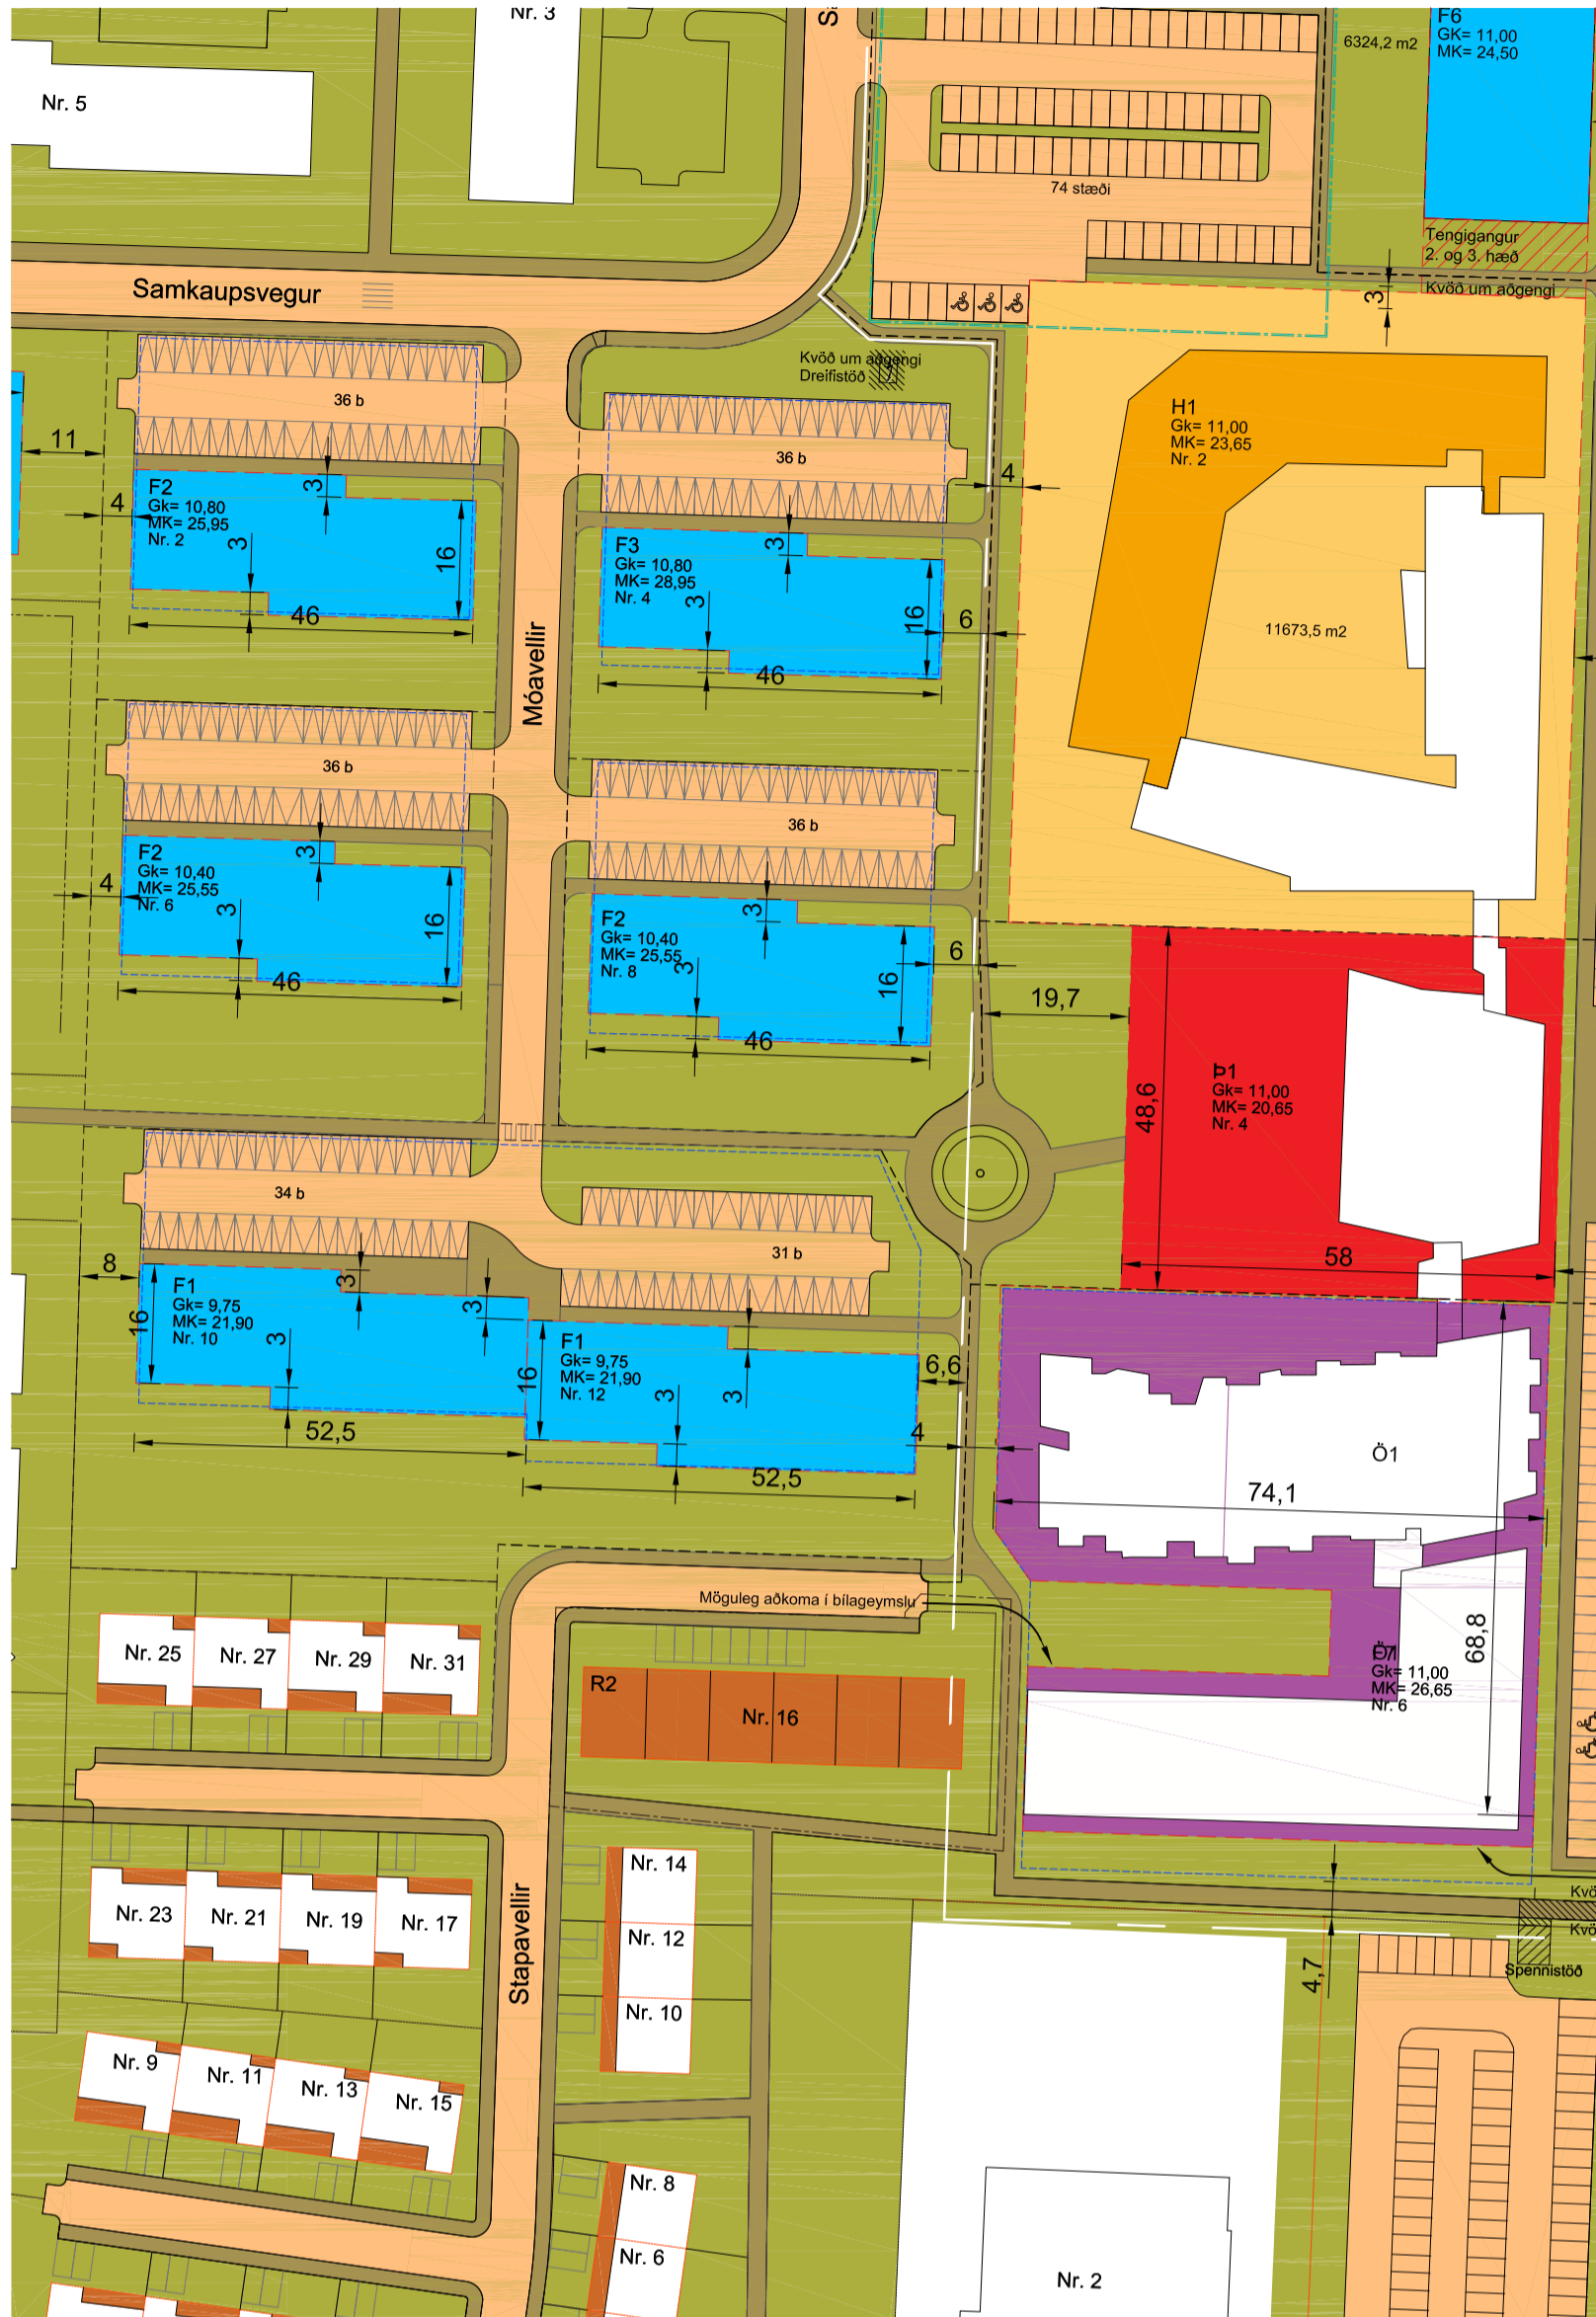 Nr. 3
F6
GK= 11,00
MK= 24,50
6324,2 m2
Nr. 5
74 stæði
Tengigangur
2. og 3. hæð
Kvöð um aðgengi
3
Samkaupsvegur
Kvöð um aðgengi
Dreifistöð
36 b
11
4
F2
Gk= 10,80
MK= 25,95
Nr. 2
3
3
16
46
36 b
4
F3
Gk= 10,80
MK= 28,95
Nr. 4
3
3
16
6
46
H1
Gk= 11,00
MK= 23,65
Nr. 2
11673,5 m2
Móavellir
36 b
F2
Gk= 10,40
MK= 25,55
Nr. 6
4
3
3
16
46
36 b
F2
Gk= 10,40
MK= 25,55
Nr. 8
3
3
16
6
46
19,7
48,6
Þ1
Gk= 11,00
MK= 20,65
Nr. 4
58
34 b
31 b
8
F1
Gk= 9,75
MK= 21,90
Nr. 10
16
3
3
3
52,5
F1
Gk= 9,75
MK= 21,90
Nr. 12
16
3
3
6,6
4
52,5
Ö1
74,1
68,8
Gk= 11,00
MK= 26,65
Nr. 6
Möguleg aðkoma í bílageymslu
Nr. 25
Nr. 27
Nr. 29
Nr. 31
R2
Nr. 16
Nr. 23
Nr. 21
Nr. 19
Nr. 17
Stapavellir
Nr. 14
Nr. 12
Nr. 10
Kvö
Kvö
Spennistöð
4,7
Nr. 9
Nr. 11
Nr. 13
Nr. 15
Nr. 8
Nr. 6
Nr. 2